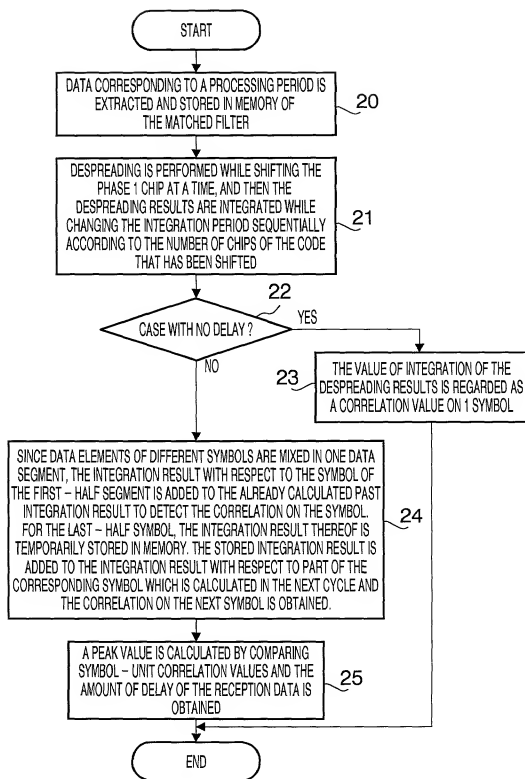 START
DATA CORRESPONDING TO A PROCESSING PERIOD IS
EXTRACTED AND STORED IN MEMORY OF
THE MATCHED FILTER
20
DESPREADING IS PERFORMED WHILE SHIFTING THE
PHASE 1 CHIP AT A TIME, AND THEN THE
DESPREADING RESULTS ARE INTEGRATED WHILE
CHANGING THE INTEGRATION PERIOD SEQUENTIALLY
ACCORDING TO THE NUMBER OF CHIPS OF THE CODE
THAT HAS BEEN SHIFTED
21
22
CASE WITH NO DELAY ?
YES
NO
23
THE VALUE OF INTEGRATION OF THE
DESPREADING RESULTS IS REGARDED AS
A CORRELATION VALUE ON 1 SYMBOL
SINCE DATA ELEMENTS OF DIFFERENT SYMBOLS ARE MIXED IN ONE DATA
SEGMENT, THE INTEGRATION RESULT WITH RESPECT TO THE SYMBOL OF
THE FIRST – HALF SEGMENT IS ADDED TO THE ALREADY CALCULATED PAST
INTEGRATION RESULT TO DETECT THE CORRELATION ON THE SYMBOL.
FOR THE LAST – HALF SYMBOL, THE INTEGRATION RESULT THEREOF IS
TEMPORARILY STORED IN MEMORY. THE STORED INTEGRATION RESULT IS
ADDED TO THE INTEGRATION RESULT WITH RESPECT TO PART OF THE
CORRESPONDING SYMBOL WHICH IS CALCULATED IN THE NEXT CYCLE AND
THE CORRELATION ON THE NEXT SYMBOL IS OBTAINED.
24
A PEAK VALUE IS CALCULATED BY COMPARING
SYMBOL – UNIT CORRELATION VALUES AND THE
AMOUNT OF DELAY OF THE RECEPTION DATA IS
OBTAINED
25
END